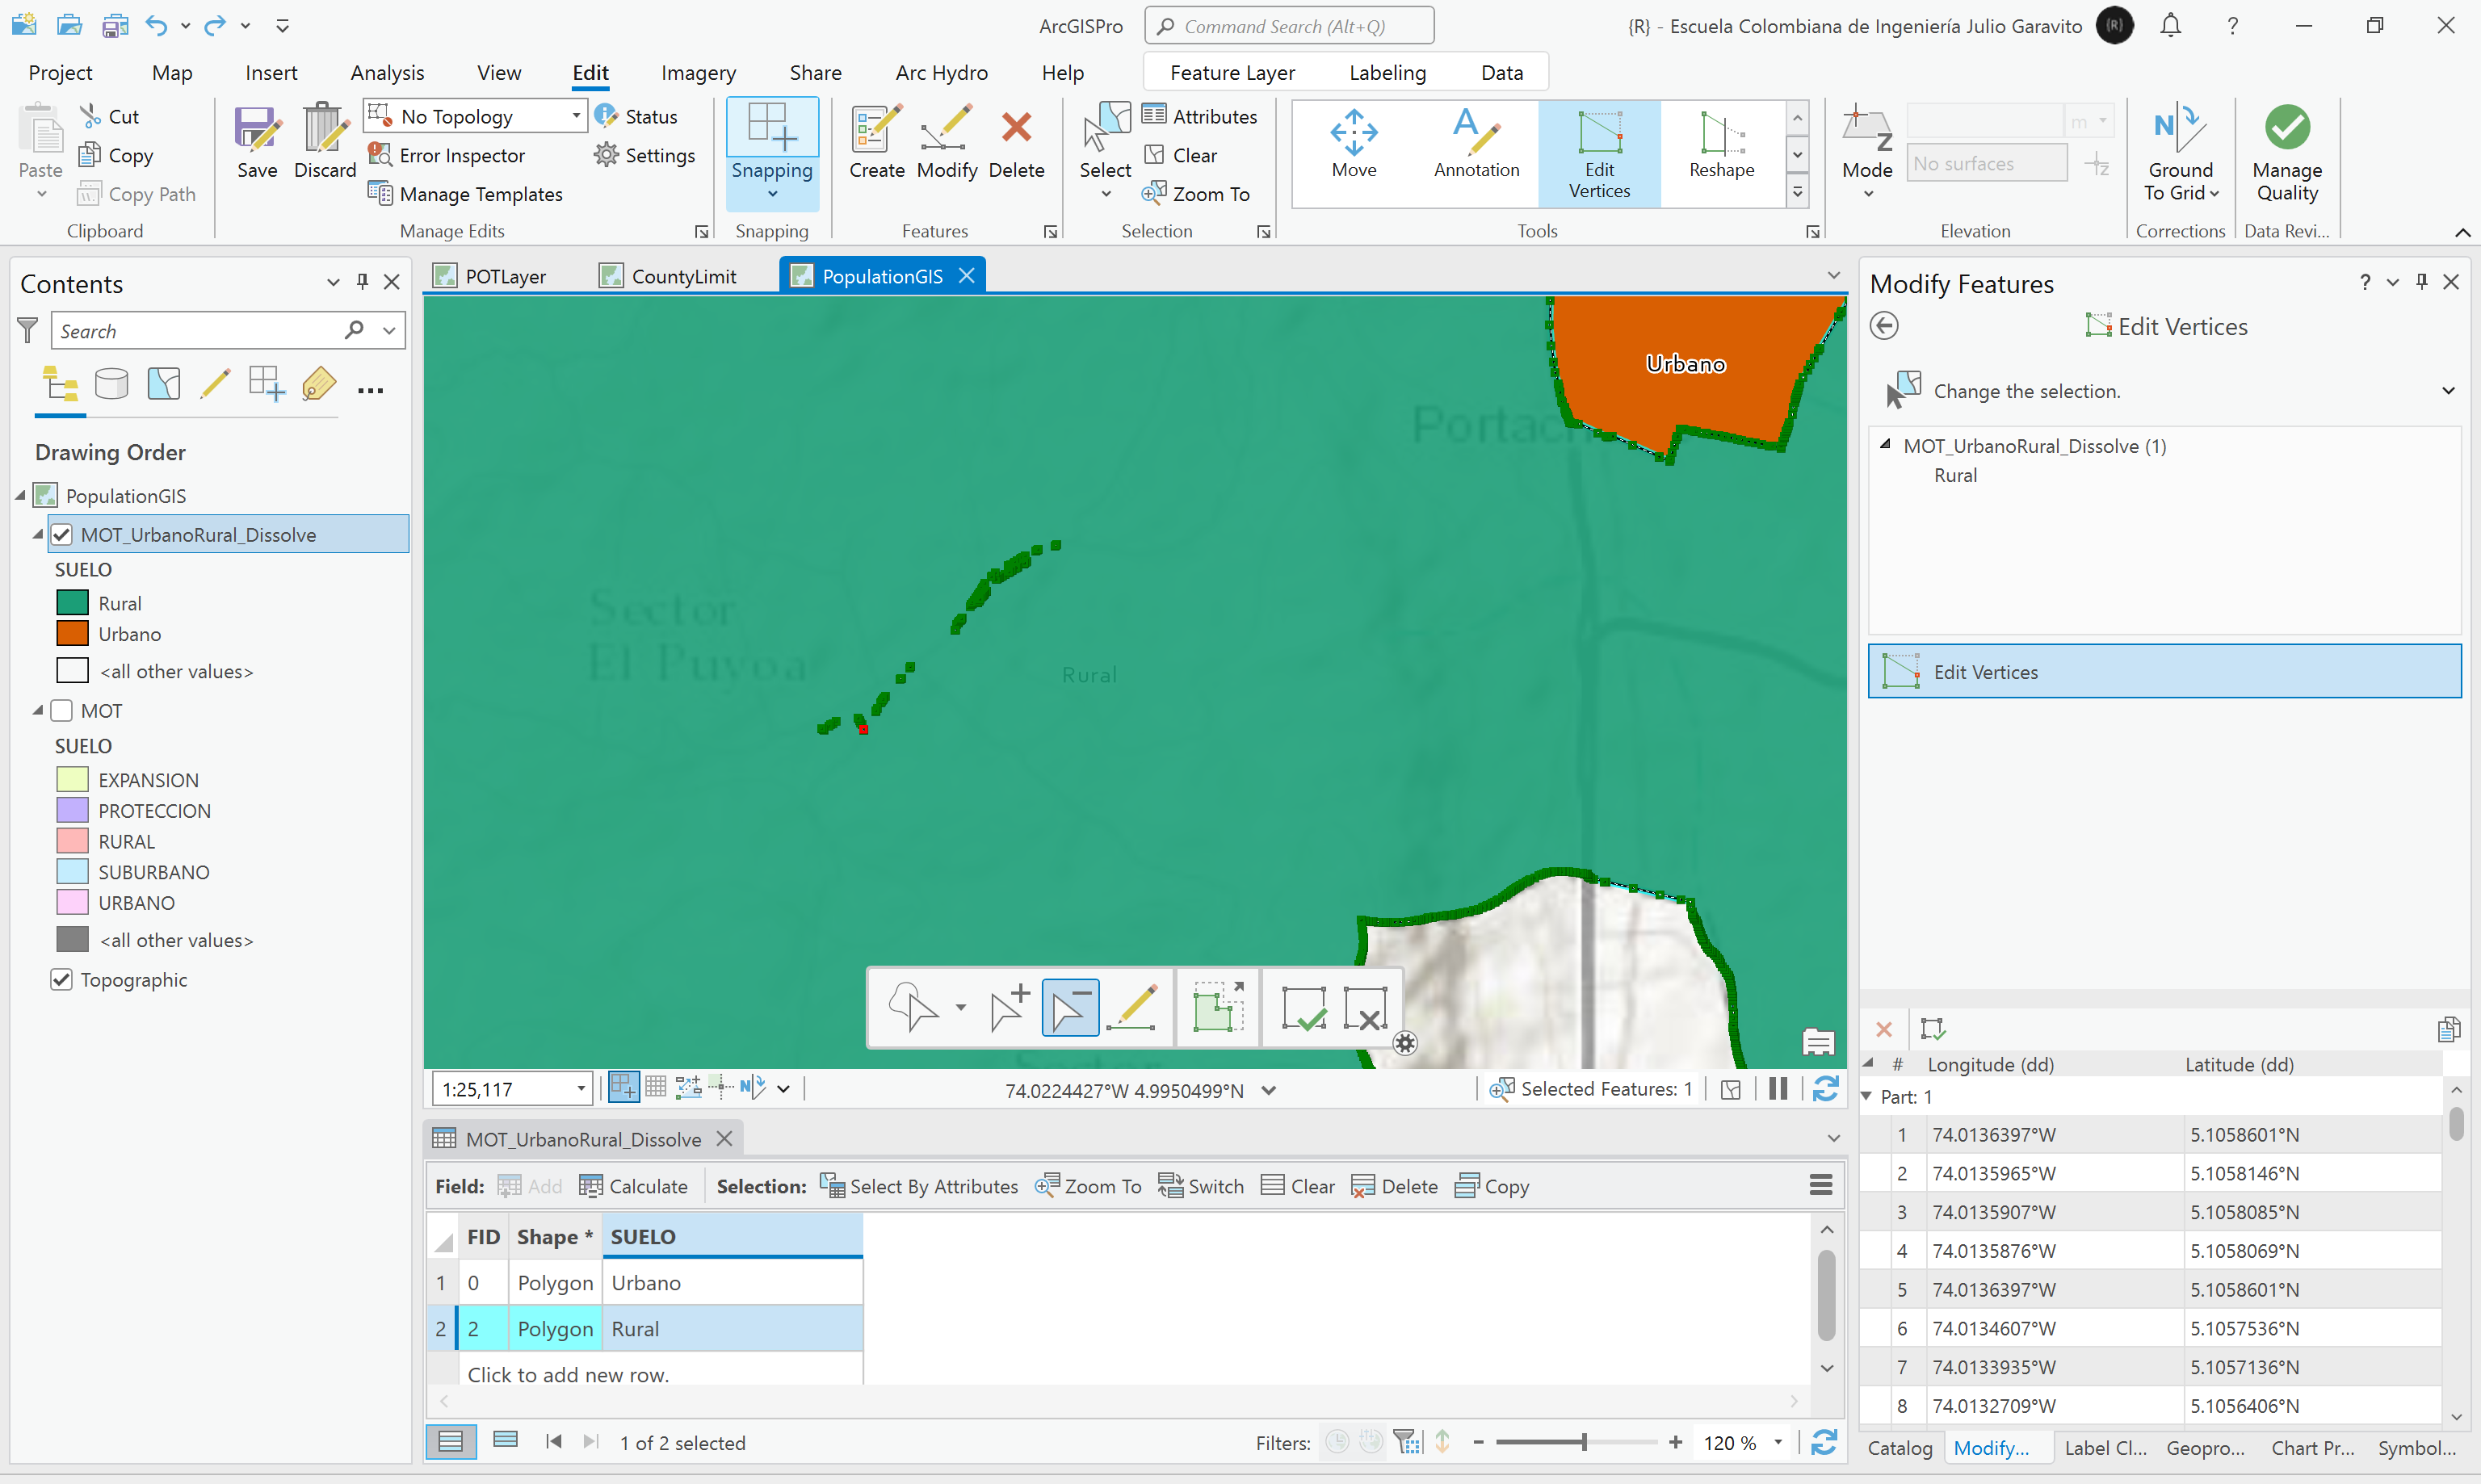 ArcGISPro
Command Search (Alt+Q)
{R} - Escuela Colombiana de Ingeniería Julio Garavito
{R}
Project
Map
Insert
Analysis
View
Edit
Imagery
Share
Arc Hydro
Help
Feature Layer
Labeling
Data
Paste
Cut
Copy
Copy Path
Clipboard
Save
Discard
No Topology
Error Inspector
Manage Templates
Status
Settings
Manage Edits
Snapping
Snapping
Create
Modify
Delete
Features
Select
Attributes
Clear
Zoom To
Selection
Move
Annotation
Edit
Vertices
Reshape
Tools
Mode
m
No surfaces
Elevation
Ground
To Grid
Corrections
Manage
Quality
Data Revi...
Contents
Search
Drawing Order
PopulationGIS
MOT_UrbanoRural_Dissolve
SUELO
Rural
Urbano
<all other values>
MOT
SUELO
EXPANSION
PROTECCION
RURAL
SUBURBANO
URBANO
<all other values>
Topographic
POTLayer
CountyLimit
PopulationGIS
Urbano
Sector
El Puyoa
Rural
1:25,117
74.0224427°W 4.9950499°N
Selected Features: 1
MOT_UrbanoRural_Dissolve
Field:
Add
Calculate
Selection:
Select By Attributes
Zoom To
Switch
Clear
Delete
Copy
FID Shape * SUELO
1 0 Polygon Urbano
2 2 Polygon Rural
Click to add new row.
1 of 2 selected
Filters:
120 %
Modify Features
Edit Vertices
Change the selection.
MOT_UrbanoRural_Dissolve (1)
Rural
Edit Vertices
# Longitude (dd) Latitude (dd)
Part: 1
1 74.0136397°W 5.1058601°N
2 74.0135965°W 5.1058146°N
3 74.0135907°W 5.1058085°N
4 74.0135876°W 5.1058069°N
5 74.0136397°W 5.1058601°N
6 74.0134607°W 5.1057536°N
7 74.0133935°W 5.1057136°N
8 74.0132709°W 5.1056406°N
Catalog
Modify...
Label Cl...
Geopro...
Chart Pr...
Symbol...